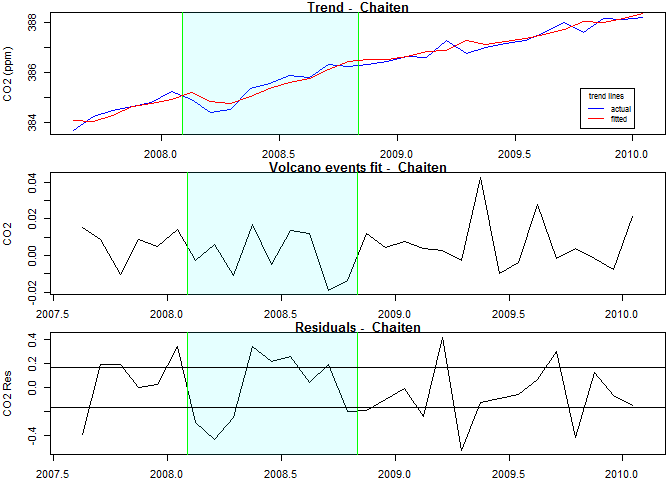 Trend - Chaiten
CO2 (ppm)
388
386
384
trend lines
actual
fitted
2008.0 2008.5 2009.0 2009.5 2010.0
Volcano events fit - Chaiten
CO2
0.04
0.02
0.00
-0.02
2007.5 2008.0 2008.5 2009.0 2009.5 2010.0
Residuals - Chaiten
CO2 Res
0.4
0.2
0.0
-0.4
2007.5 2008.0 2008.5 2009.0 2009.5 2010.0